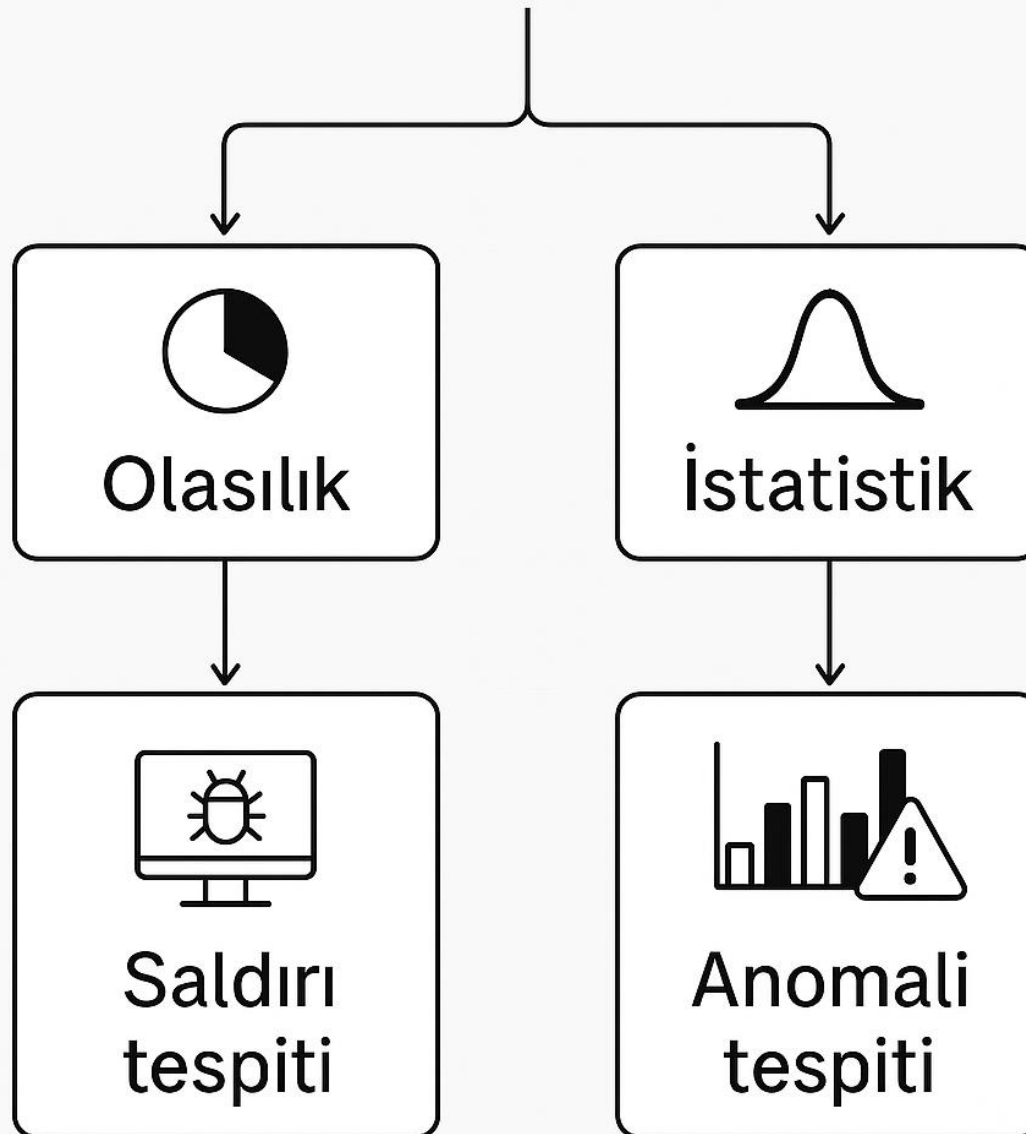 Olasılık
İstatistik
Saldırı
tespiti
Anomali
tespiti